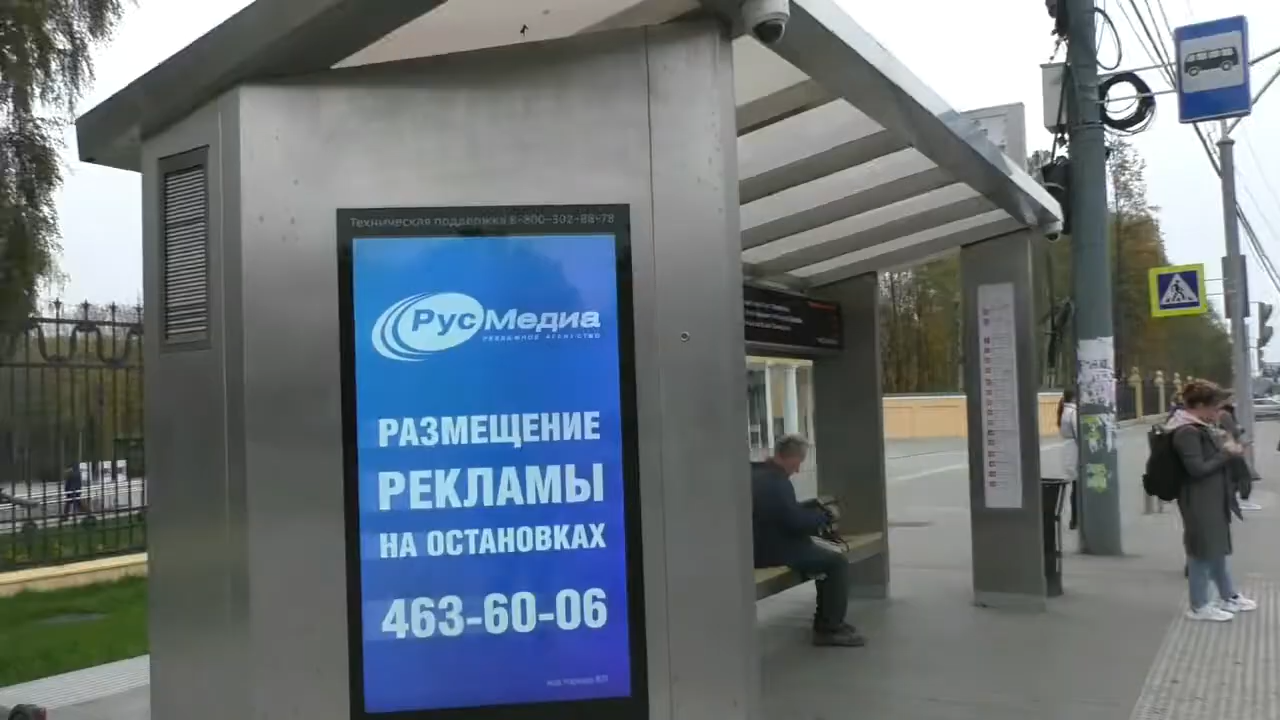 Техническая поддержка 8-800-302-88-78
РусМедиа
РЕКЛАМНОЕ АГЕНТСТВО
РАЗМЕЩЕНИЕ
РЕКЛАМЫ
НА ОСТАНОВКАХ
463-60-06